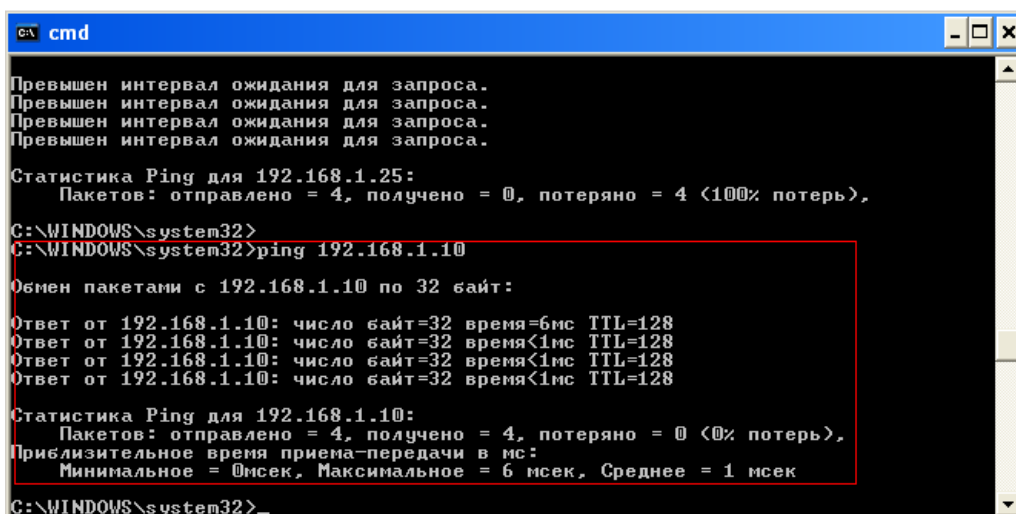 cmd
Превышен интервал ожидания для запроса.
Превышен интервал ожидания для запроса.
Превышен интервал ожидания для запроса.
Превышен интервал ожидания для запроса.
Статистика Ping для 192.168.1.25:
Пакетов: отправлено = 4, получено = 0, потеряно = 4 (100% потерь),
C:\WINDOWS\system32>
C:\WINDOWS\system32>ping 192.168.1.10
Обмен пакетами с 192.168.1.10 по 32 байт:
Ответ от 192.168.1.10: число байт=32 время=6мс TTL=128
Ответ от 192.168.1.10: число байт=32 время<1мс TTL=128
Ответ от 192.168.1.10: число байт=32 время<1мс TTL=128
Ответ от 192.168.1.10: число байт=32 время<1мс TTL=128
Статистика Ping для 192.168.1.10:
Пакетов: отправлено = 4, получено = 4, потеряно = 0 (0% потерь),
Приблизительное время приема-передачи в мс:
Минимальное = 0мсек, Максимальное = 6 мсек, Среднее = 1 мсек
C:\WINDOWS\system32>_